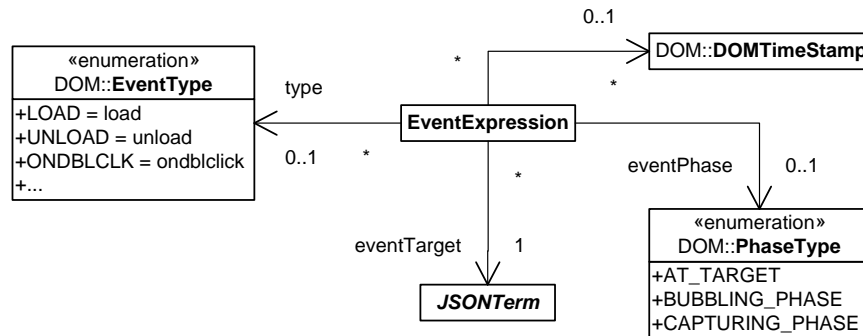 0..1
«enumeration»
DOM::EventType
+LOAD = load
+UNLOAD = unload
+ONDBLCLK = ondblclick
+...
type
0..1
*
*
DOM::DOMTimeStamp
*
EventExpression
*
eventPhase
0..1
eventTarget
1
JSONTerm
«enumeration»
DOM::PhaseType
+AT_TARGET
+BUBBLING_PHASE
+CAPTURING_PHASE